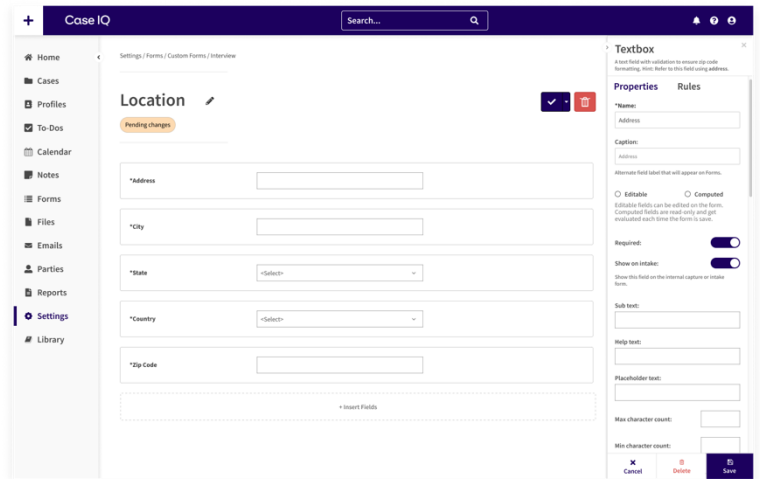 Case IQ
Search...
Home
Cases
Profiles
To-Dos
Calendar
Notes
Forms
Files
Emails
Parties
Reports
Settings
Library
Settings / Forms / Custom Forms / Interview
Location
Pending changes
*Address
*City
*State
<Select>
*Country
<Select>
*Zip Code
+ Insert Fields
Textbox
A text field with validation to ensure zip code
formatting. Hint: Refer to this field using address.
Properties
Rules
*Name:
Address
Caption:
Address
Alternate field label that will appear on Forms.
Editable
Computed
Editable fields can be edited on the form.
Computed fields are read-only and get
evaluated each time the form is save.
Required:
Show on intake:
Show this field on the internal capture or intake
form.
Sub text:
Help text:
Placeholder text:
Max character count:
Min character count:
Cancel
Delete
Save